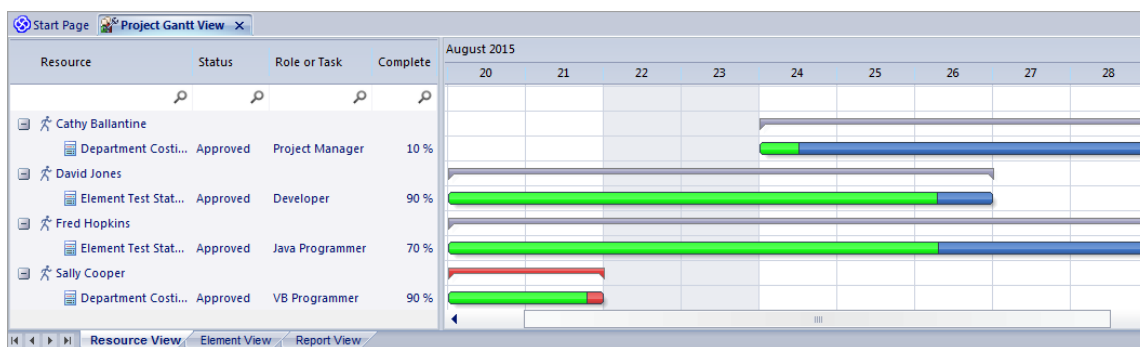 Start Page Project Gantt View X
August 2015
Resource Status Role or Task Complete
20 21 22 23 24 25 26 27 28
Cathy Ballantine
Department Costi... Approved Project Manager 10 %
David Jones
Element Test Stat... Approved Developer 90 %
Fred Hopkins
Element Test Stat... Approved Java Programmer 70 %
Sally Cooper
Department Costi... Approved VB Programmer 90 %
Resource View Element View Report View